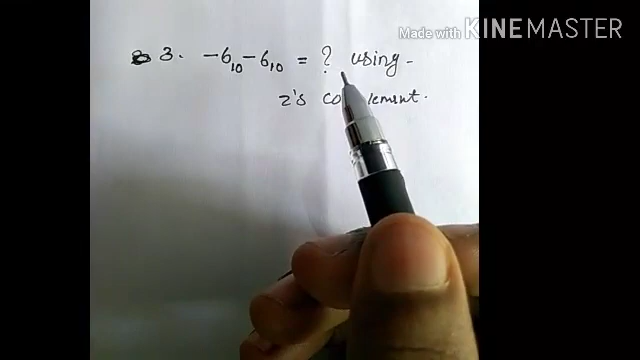 Made with KINEMASTER
3. -6₁₀ -6₁₀ = ? using -
2's